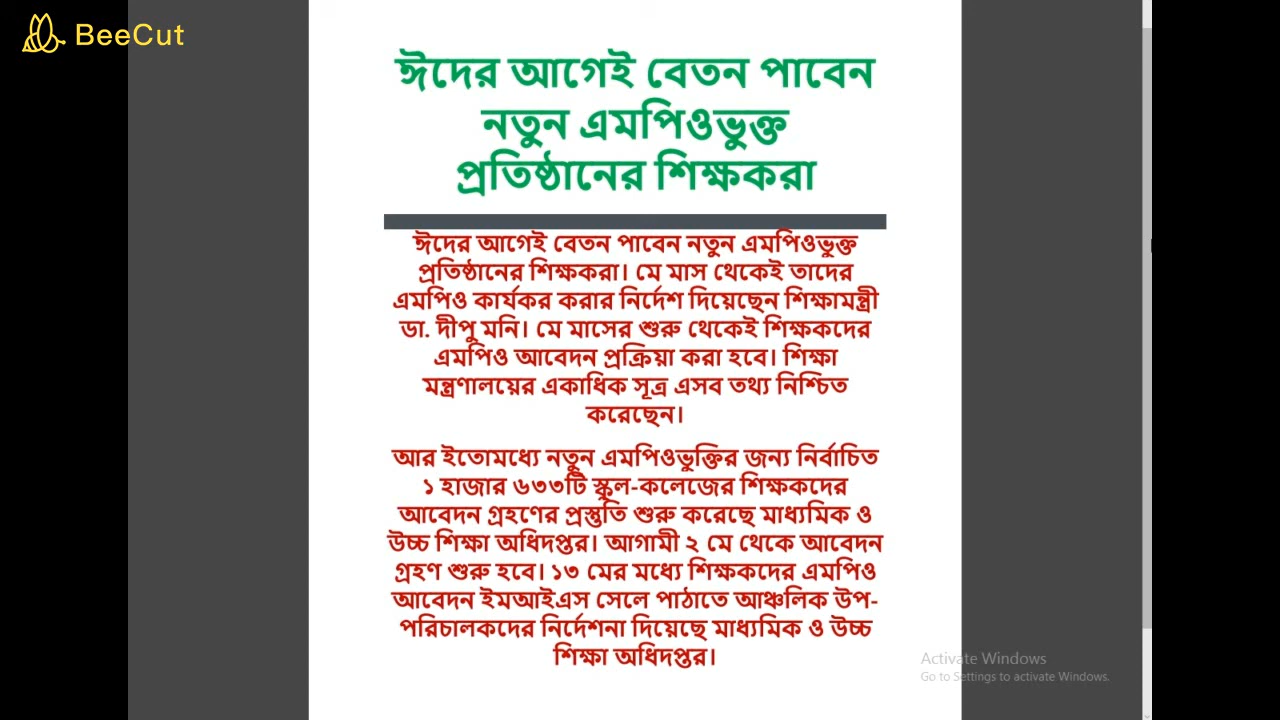 BeeCut
ঈদের আগেই বেতন পাবেন
নতুন এমপিওভুক্ত
প্রতিষ্ঠানের শিক্ষকরা
ঈদের আগেই বেতন পাবেন নতুন এমপিওভুক্ত
প্রতিষ্ঠানের শিক্ষকরা। মে মাস থেকেই তাদের
এমপিও কার্যকর করার নির্দেশ দিয়েছেন শিক্ষামন্ত্রী
ডা. দীপু মনি। মে মাসের শুরু থেকেই শিক্ষকদের
এমপিও আবেদন প্রক্রিয়া করা হবে। শিক্ষা
মন্ত্রণালয়ের একাধিক সূত্র এসব তথ্য নিশ্চিত
করেছেন।
আর ইতোমধ্যে নতুন এমপিওভুক্তির জন্য নির্বাচিত
১ হাজার ৬৩৩টি স্কুল-কলেজের শিক্ষকদের
আবেদন গ্রহণের প্রস্তুতি শুরু করেছে মাধ্যমিক ও
উচ্চ শিক্ষা অধিদপ্তর। আগামী ২ মে থেকে আবেদন
গ্রহণ শুরু হবে। ১৩ মের মধ্যে শিক্ষকদের এমপিও
আবেদন ইমআইএস সেলে পাঠাতে আঞ্চলিক উপ-
পরিচালকদের নির্দেশনা দিয়েছে মাধ্যমিক ও উচ্চ
শিক্ষা অধিদপ্তর।
Activate Windows
Go to Settings to activate Windows.